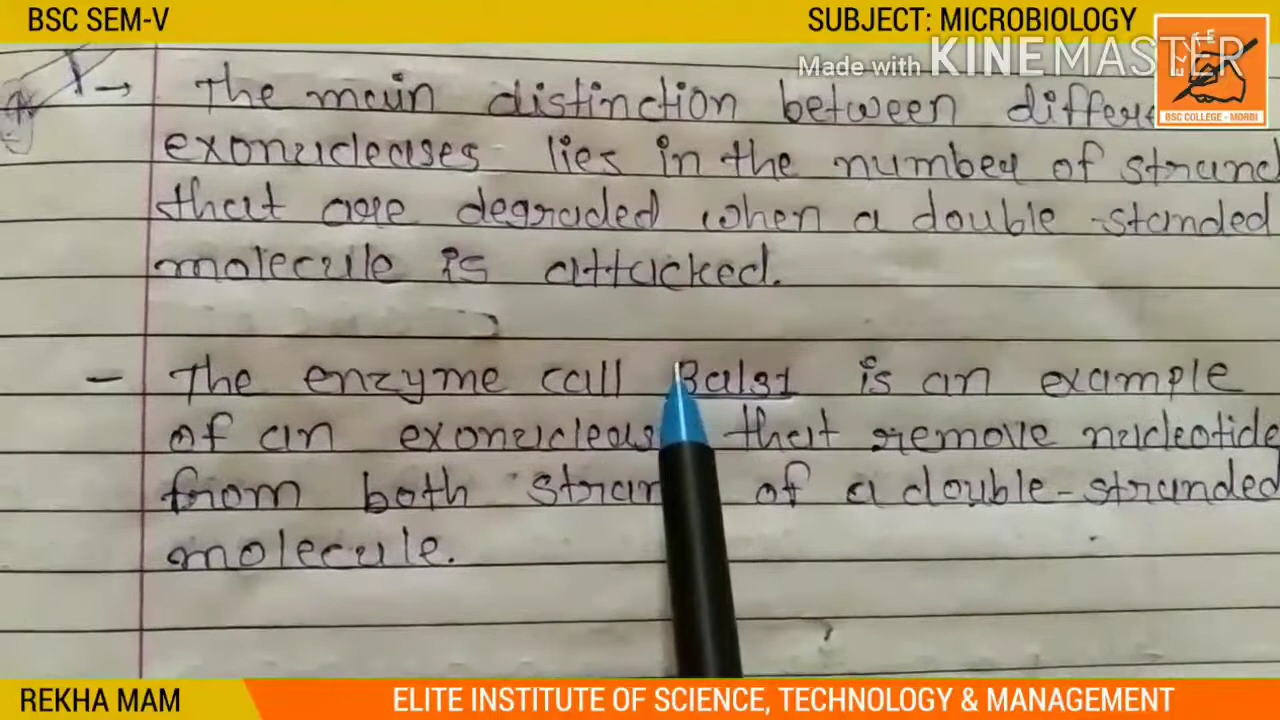 BSC SEM-V
SUBJECT: MICROBIOLOGY
Made with KINEMASTER
BSC COLLEGE - MORBI
1 → The main distinction between differe
exonucleases lies in the number of strand
that are degraded when a double-standed
molecule is attacked.
- The enzyme call Bal31 is an example
of an exonucleas that remove nucleotide
from both stran of a double-stranded
molecule.
REKHA MAM
ELITE INSTITUTE OF SCIENCE, TECHNOLOGY & MANAGEMENT